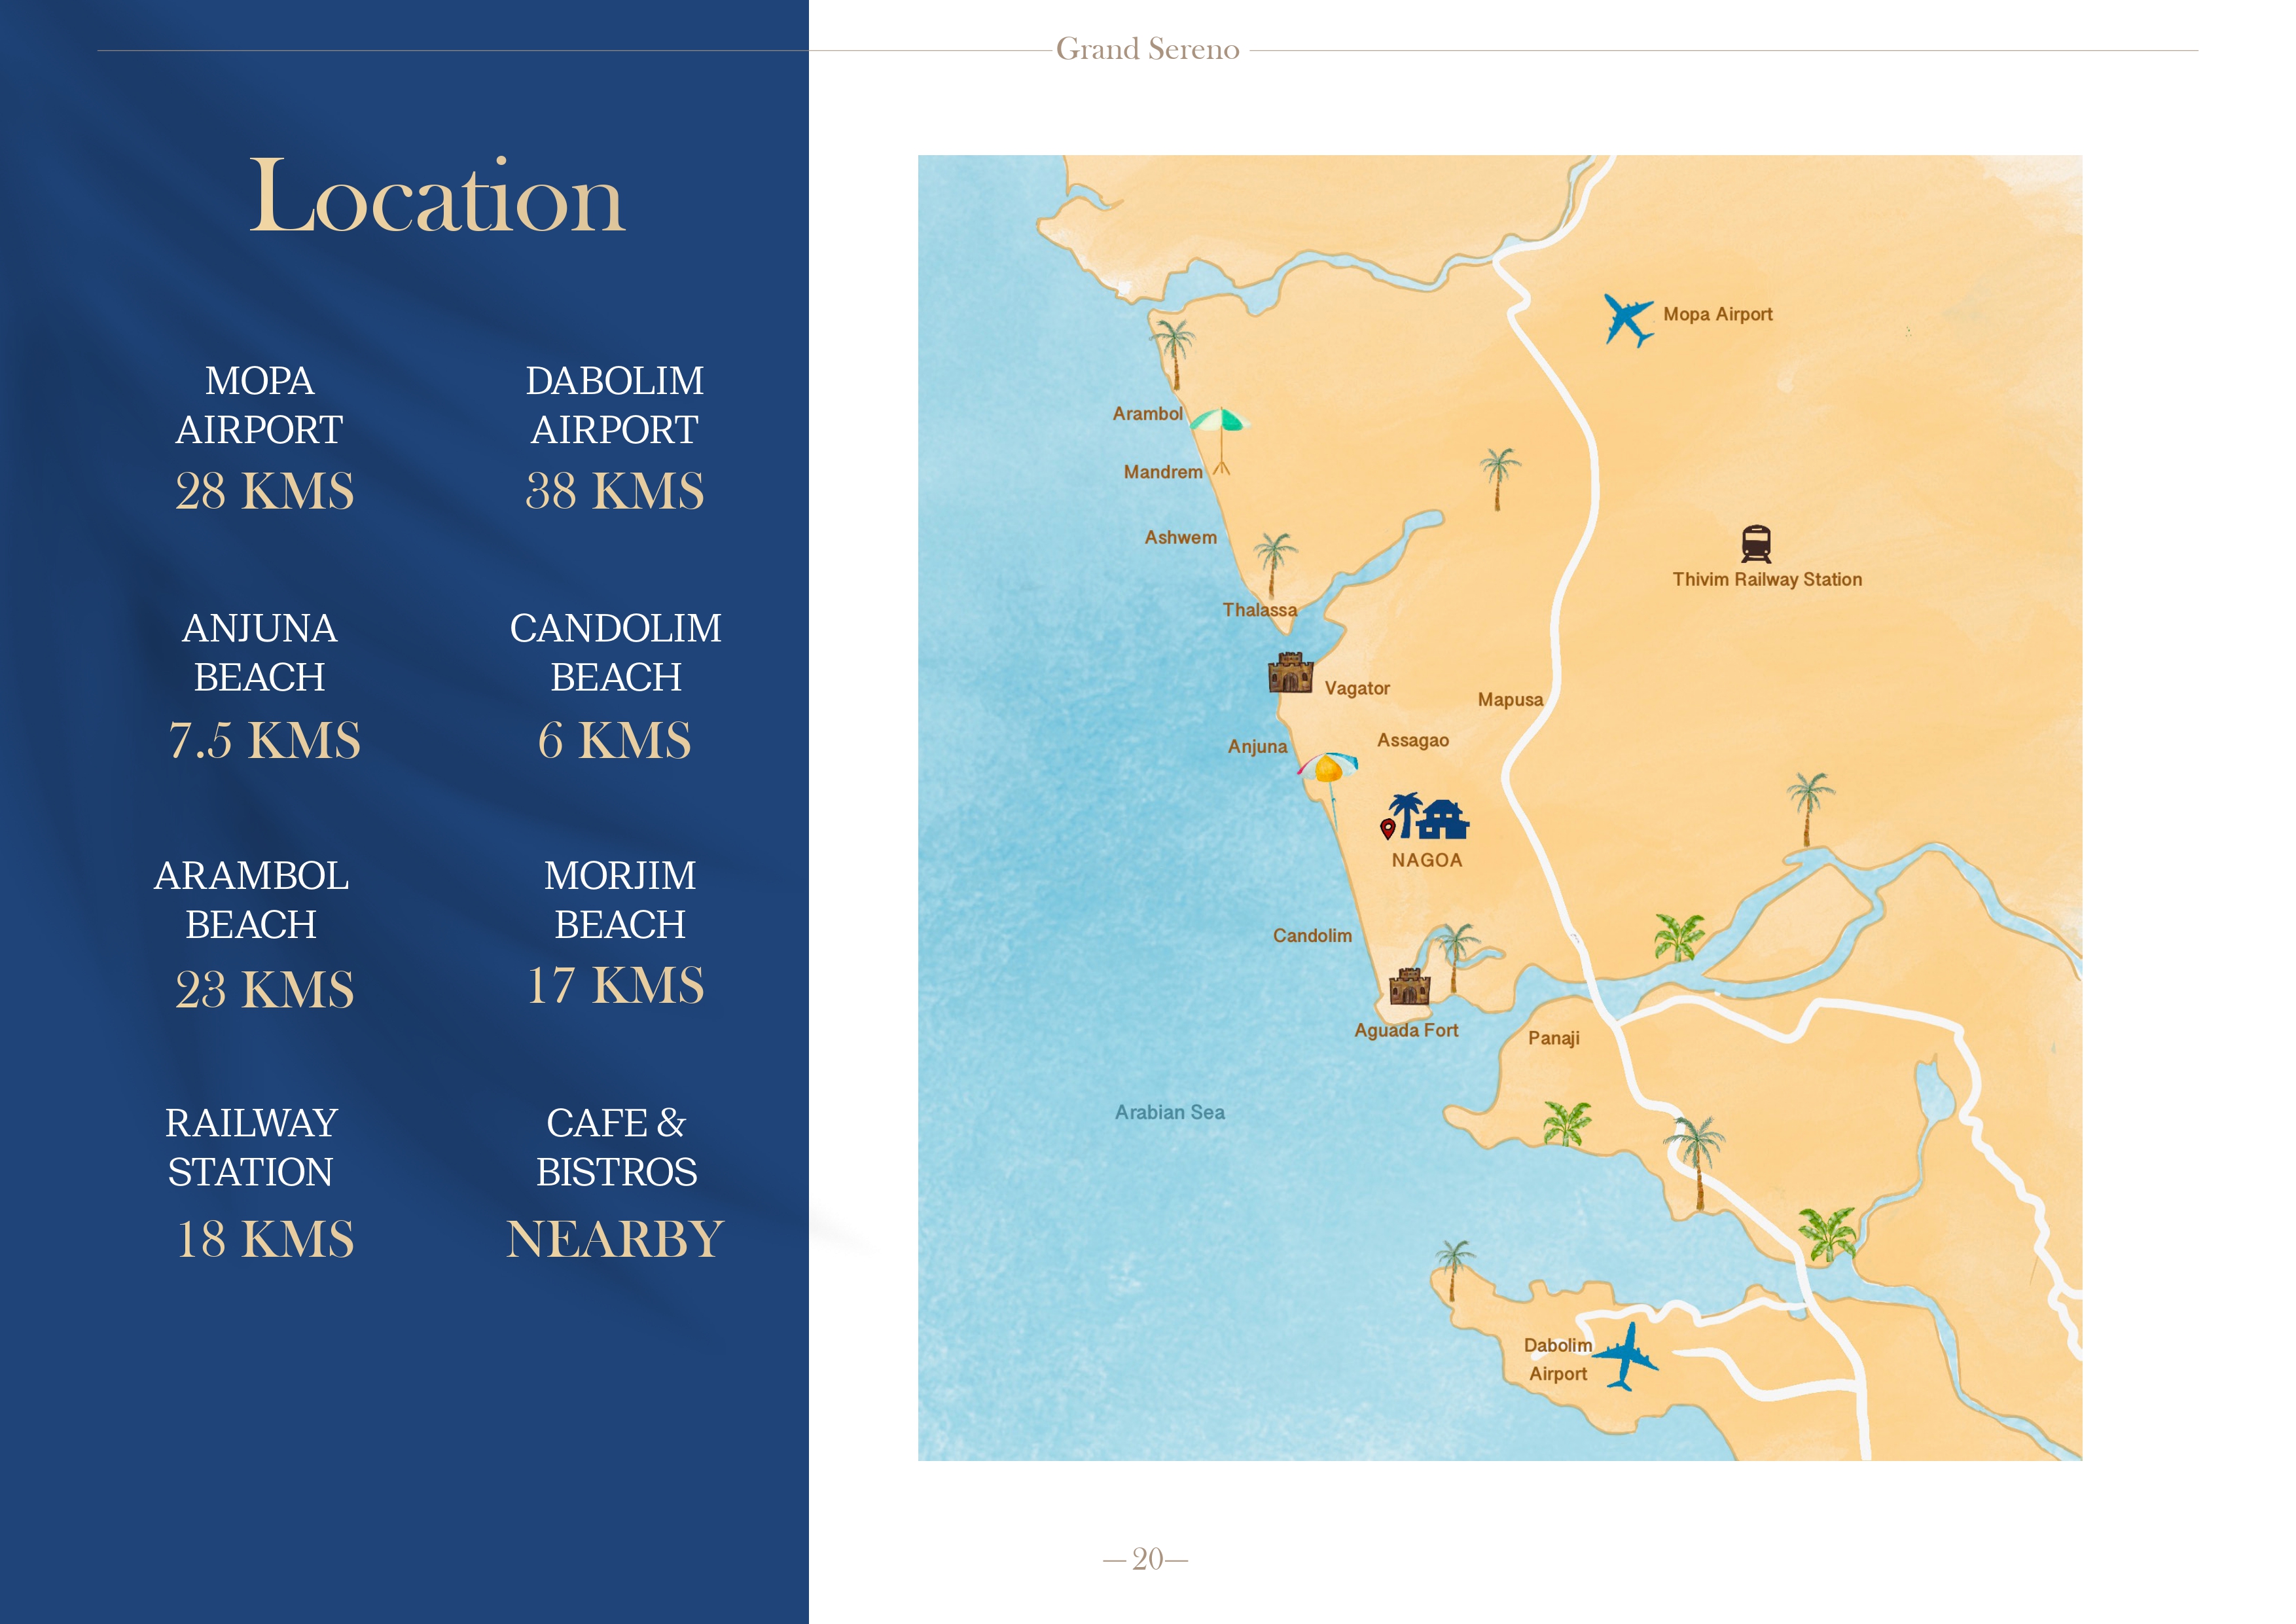 Grand Sereno
Location
MOPA
AIRPORT
28 KMS
DABOLIM
AIRPORT
38 KMS
ANJUNA
BEACH
7.5 KMS
CANDOLIM
BEACH
6 KMS
ARAMBOL
BEACH
23 KMS
MORJIM
BEACH
17 KMS
RAILWAY
STATION
18 KMS
CAFE &
BISTROS
NEARBY
Mopa Airport
Arambol
Mandrem
Ashwem
Thivim Railway Station
Thalassa
Vagator
Mapusa
Anjuna
Assagao
NAGOA
Candolim
Aguada Fort
Panaji
Arabian Sea
Dabolim
Airport
—20—